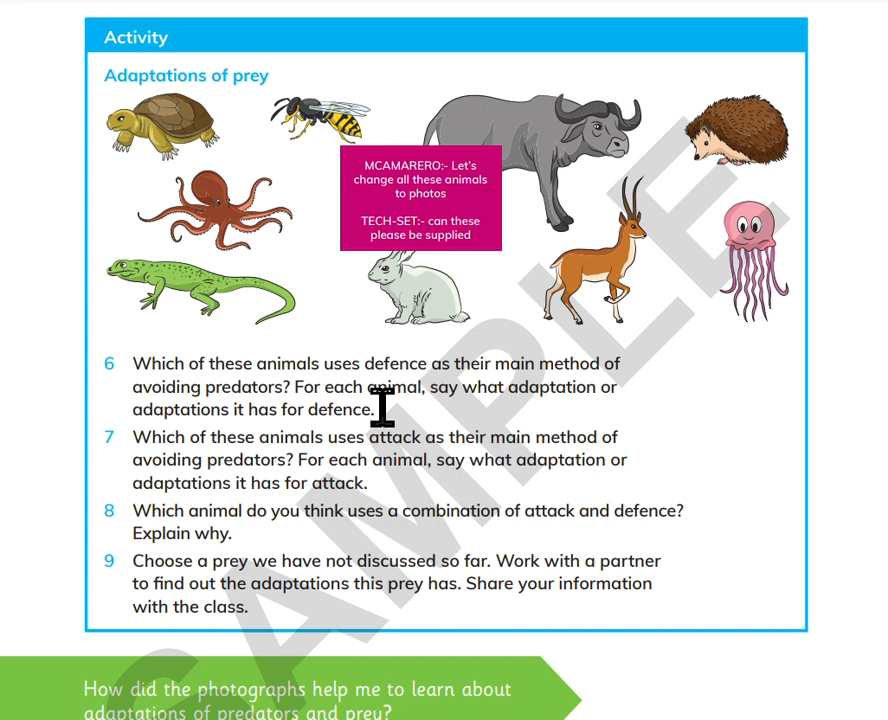 Activity
Adaptations of prey
MCAMARERO:- Let's
change all these animals
to photos
TECH-SET:- can these
please be supplied
6 Which of these animals uses defence as their main method of
avoiding predators? For each animal, say what adaptation or
adaptations it has for defence.
7 Which of these animals uses attack as their main method of
avoiding predators? For each animal, say what adaptation or
adaptations it has for attack.
8 Which animal do you think uses a combination of attack and defence?
Explain why.
9 Choose a prey we have not discussed so far. Work with a partner
to find out the adaptations this prey has. Share your information
with the class.
How did the photographs help me to learn about
adaptations of predators and prey?
SAMPLE